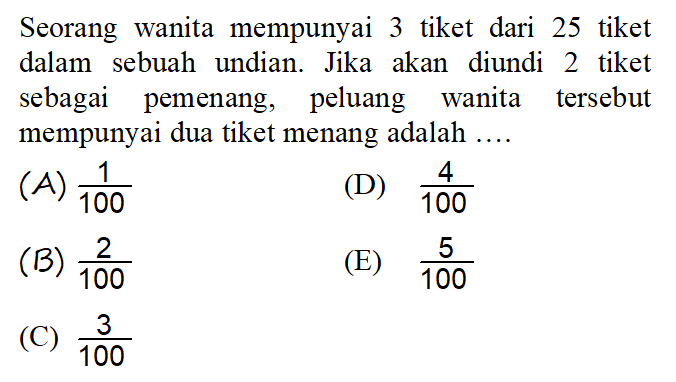 Seorang wanita mempunyai 3 tiket dari 25 tiket
dalam sebuah undian. Jika akan diundi 2 tiket
sebagai pemenang, peluang wanita tersebut
mempunyai dua tiket menang adalah ....
(A) 1/100 (D) 4/100
(B) 2/100 (E) 5/100
(C) 3/100